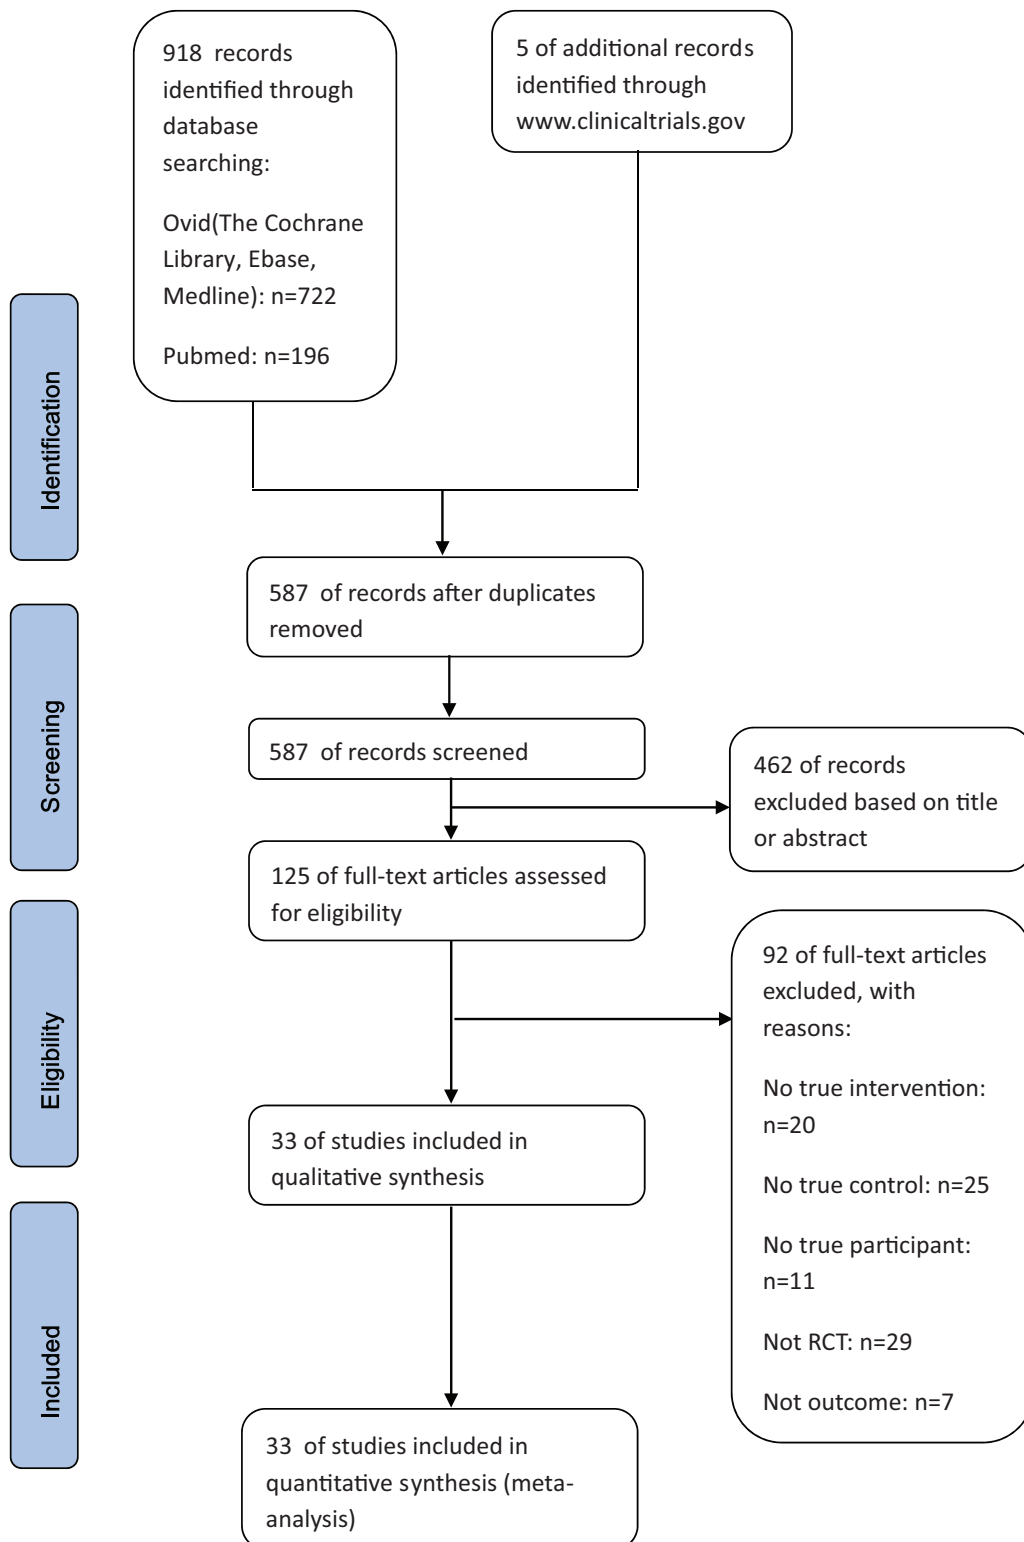 918 records
identified through
database
searching:
Ovid(The Cochrane
Library, Ebase,
Medline): n=722
Pubmed: n=196
5 of additional records
identified through
www.clinicaltrials.gov
Identification
587 of records after duplicates
removed
Screening
587 of records screened
462 of records
excluded based on title
or abstract
125 of full-text articles assessed
for eligibility
Eligibility
92 of full-text articles
excluded, with
reasons:
No true intervention:
n=20
No true control: n=25
No true participant:
n=11
Not RCT: n=29
Not outcome: n=7
33 of studies included in
qualitative synthesis
Included
33 of studies included in
quantitative synthesis (meta-
analysis)